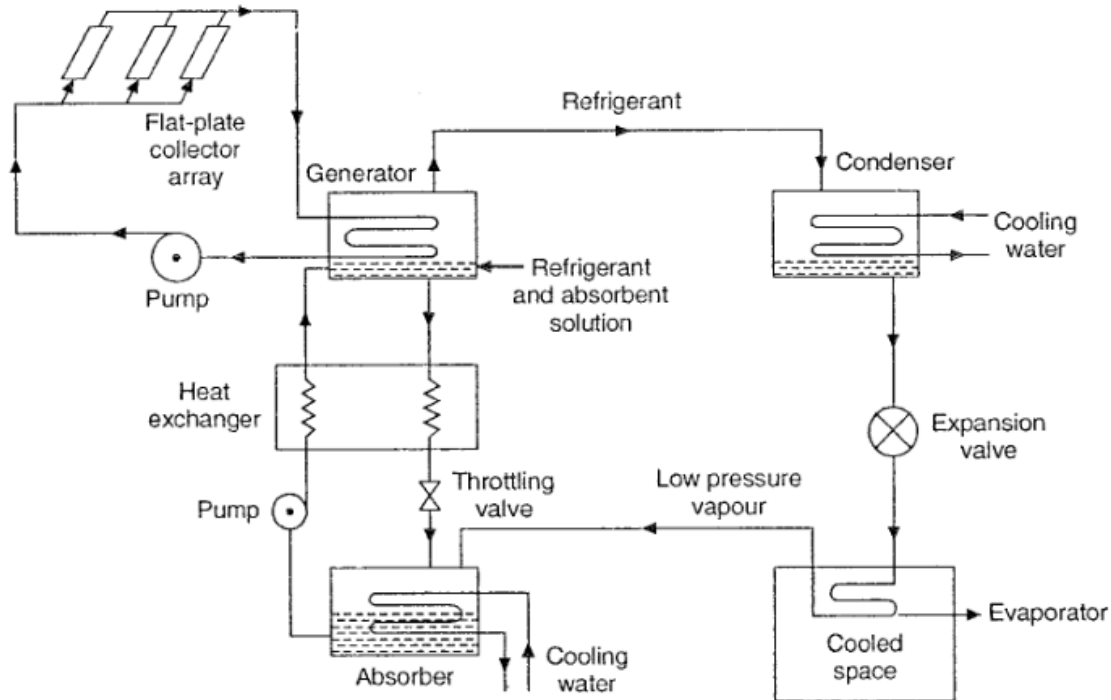 Flat-plate
collector
array
Refrigerant
Generator
Condenser
Cooling
water
Pump
Refrigerant
and absorbent
solution
Heat
exchanger
Expansion
valve
Pump
Throttling
valve
Low pressure
vapour
Evaporator
Cooled
space
Absorber
Cooling
water